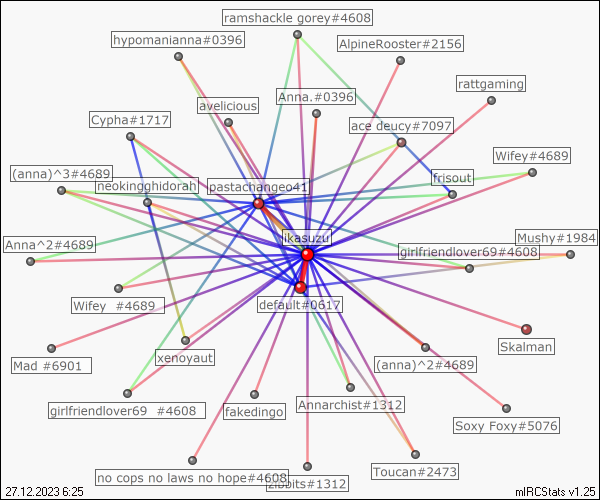 ramshackle gorey#4608
hypomanianna#0396
AlpineRooster#2156
rattgaming
avelicious
Anna.#0396
Cypha#1717
ace deucy#7097
Wifey#4689
(anna)^3#4689
neokingghidorah
pastachangeo41
frisout
ikasuzu
Mushy#1984
Anna^2#4689
girlfriendlover69#4608
Wifey   #4689
default#0617
Skalman
xenoyaut
(anna)^2#4689
Mad #6901
girlfriendlover69   #4608
fakedingo
Annarchist#1312
Soxy Foxy#5076
no cops no laws no hope#4608
zibbits#1312
Toucan#2473
27.12.2023 6:25
mIRCStats v1.25